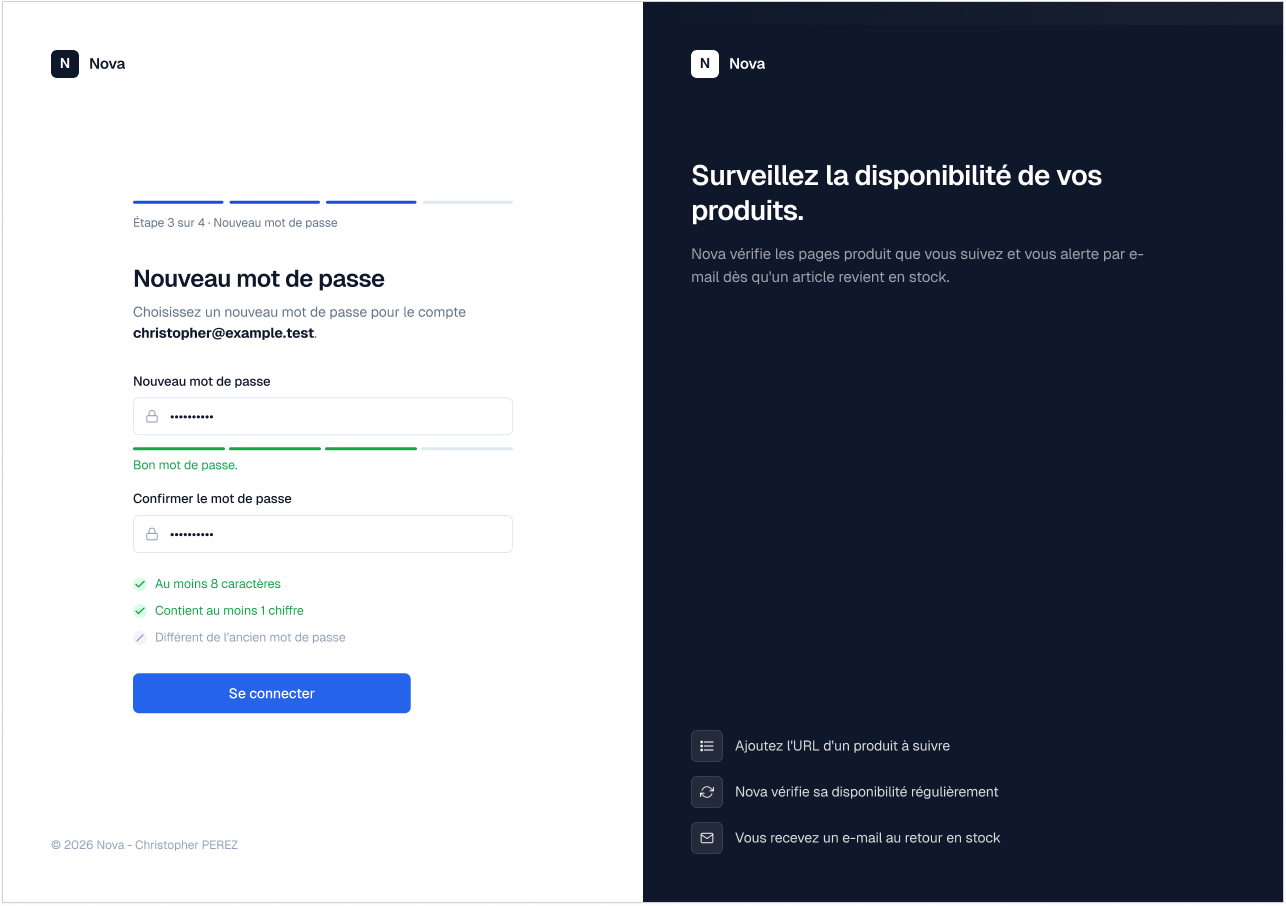 N Nova
Étape 3 sur 4 · Nouveau mot de passe
Nouveau mot de passe
Choisissez un nouveau mot de passe pour le compte
christopher@example.test.
Nouveau mot de passe
••••••••••
Bon mot de passe.
Confirmer le mot de passe
••••••••••
Au moins 8 caractères
Contient au moins 1 chiffre
Différent de l'ancien mot de passe
Se connecter
© 2026 Nova - Christopher PEREZ
N Nova
Surveillez la disponibilité de vos
produits.
Nova vérifie les pages produit que vous suivez et vous alerte par e-
mail dès qu'un article revient en stock.
Ajoutez l'URL d'un produit à suivre
Nova vérifie sa disponibilité régulièrement
Vous recevez un e-mail au retour en stock